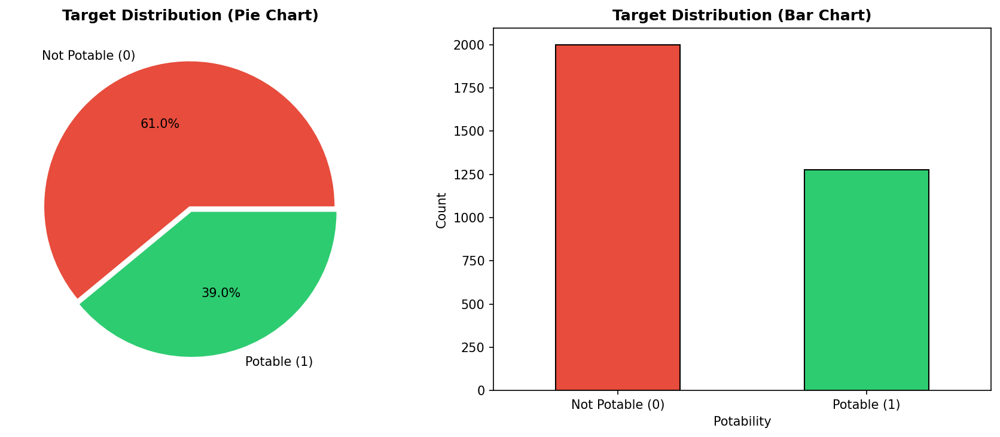 Target Distribution (Pie Chart)
Not Potable (0)
61.0%
39.0%
Potable (1)
Target Distribution (Bar Chart)
2000
1750
1500
1250
1000
750
500
250
0
Count
Not Potable (0)
Potable (1)
Potability